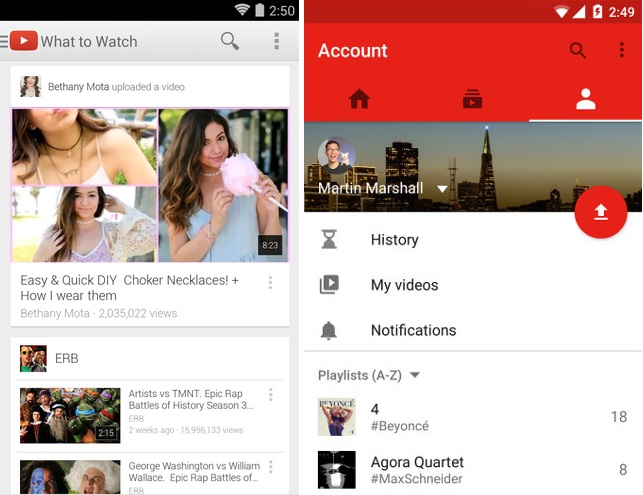 2:50
What to Watch
Bethany Mota uploaded a video
8:23
Easy & Quick DIY  Choker Necklaces! +
How I wear them
Bethany Mota · 2,035,022 views
ERB
2:15
Artists vs TMNT. Epic Rap
Battles of History Season 3...
ERB
2 weeks ago · 15,956,133 views
George Washington vs William
Wallace.  Epic Rap Battles of...
ERB
2:49
Account
Martin Marshall
History
My videos
Notifications
Playlists (A-Z)
BEYONCÉ
4
#Beyoncé
18
Agora Quartet
#MaxSchneider
8